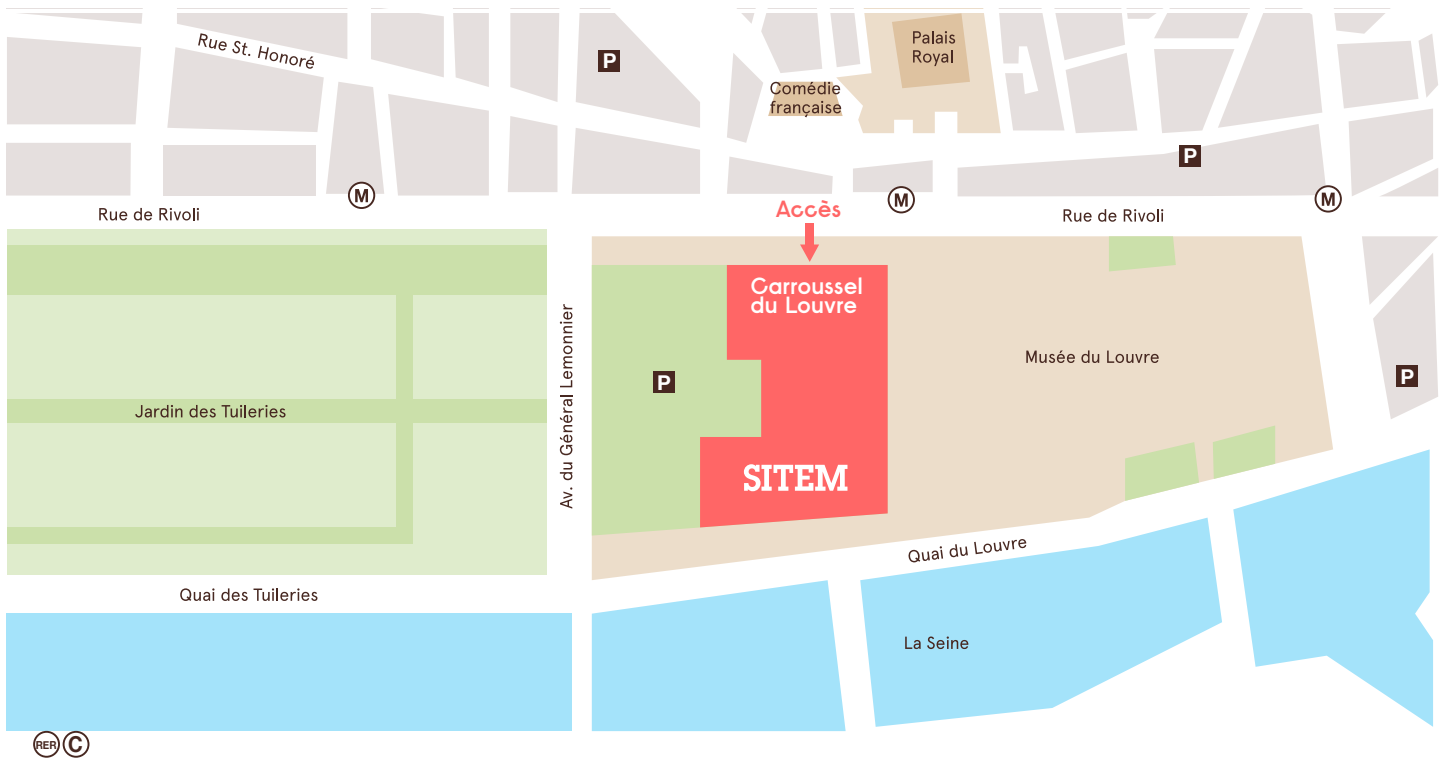 Rue St. Honoré
P
Palais
Royal
Comédie
française
P
M
M
M
Rue de Rivoli
Accès
Rue de Rivoli
Carroussel
du Louvre
Av. du Général Lemonnier
Musée du Louvre
P
P
Jardin des Tuileries
SITEM
Quai du Louvre
Quai des Tuileries
La Seine
RER C